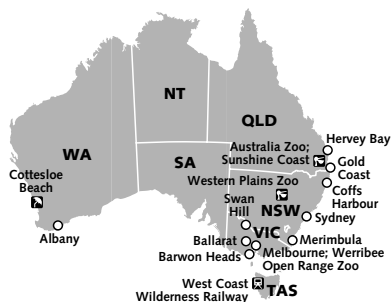 NT
QLD
WA
SA
Hervey Bay
Australia Zoo;
Sunshine Coast
Gold
Coast
Cottesloe
Beach
Western Plains Zoo
Coffs
Harbour
Swan
Hill
NSW
Sydney
Albany
VIC
Ballarat
Merimbula
Barwon Heads
Melbourne; Werribee
Open Range Zoo
West Coast
Wilderness Railway
TAS